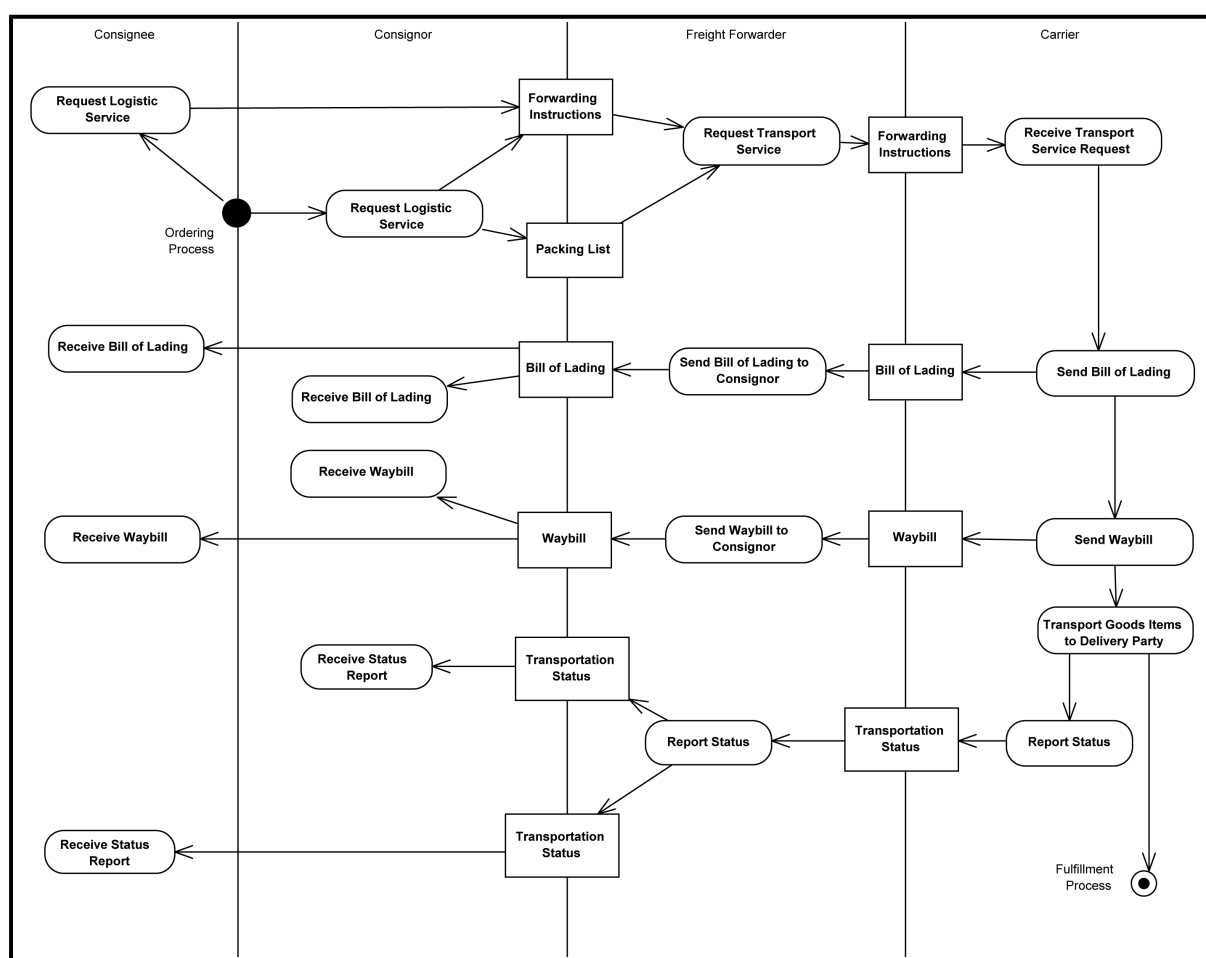 Consignee
Consignor
Freight Forwarder
Carrier
Request Logistic
Service
Forwarding
Instructions
Request Transport
Service
Forwarding
Instructions
Receive Transport
Service Request
Ordering
Process
Request Logistic
Service
Packing List
Receive Bill of Lading
Receive Bill of Lading
Bill of Lading
Send Bill of Lading to
Consignor
Bill of Lading
Send Bill of Lading
Receive Waybill
Receive Waybill
Waybill
Send Waybill to
Consignor
Waybill
Send Waybill
Transport Goods Items
to Delivery Party
Receive Status
Report
Transportation
Status
Report Status
Transportation
Status
Report Status
Receive Status
Report
Transportation
Status
Fulfillment
Process